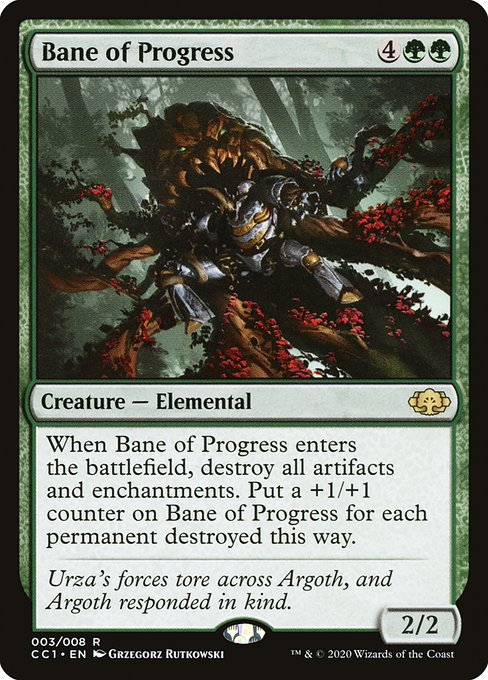 Bane of Progress 4
Creature — Elemental
When Bane of Progress enters
the battlefield, destroy all artifacts
and enchantments. Put a +1/+1
counter on Bane of Progress for each
permanent destroyed this way.
Urza's forces tore across Argoth, and
Argoth responded in kind.
2/2
003/008 R
CC1 • EN Grzegorz Rutkowski ™ & © 2020 Wizards of the Coast